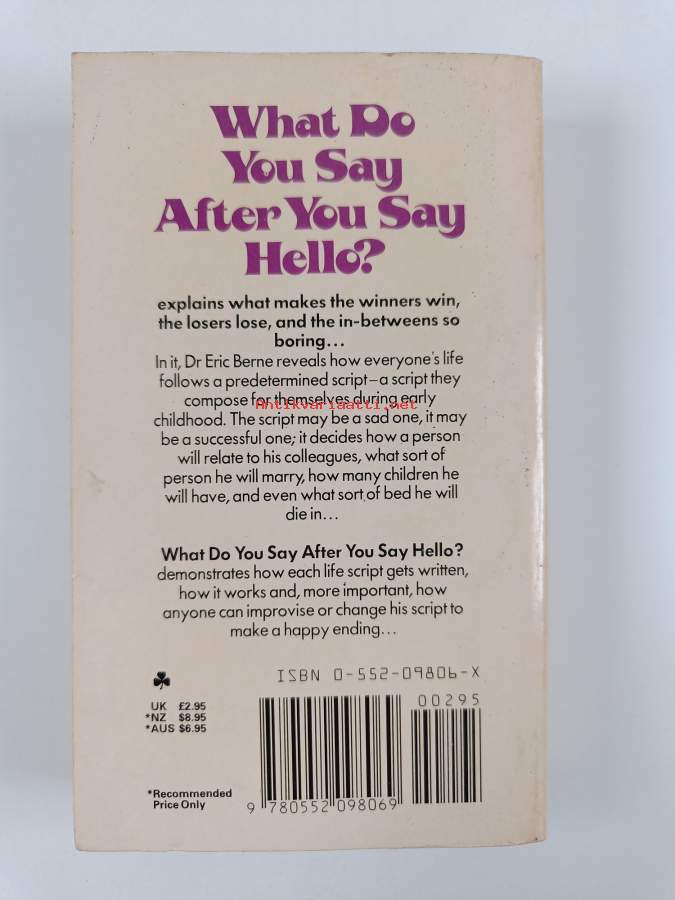 What Do
You Say
After You Say
Hello?
explains what makes the winners win,
the losers lose, and the in-betweens so
boring...
In it, Dr Eric Berne reveals how everyone's life
follows a predetermined script–a script they
compose for themselves during early
Antikvariaatti.net
childhood. The script may be a sad one, it may
be a successful one; it decides how a person
will relate to his colleagues, what sort of
person he will marry, how many children he
will have, and even what sort of bed he will
die in...
What Do You Say After You Say Hello?
demonstrates how each life script gets written,
how it works and, more important, how
anyone can improvise or change his script to
make a happy ending...
ISBN 0-552-09806-X
00295
UK £2.95
*NZ $8.95
*AUS $6.95
*Recommended
Price Only
9 780552 098069